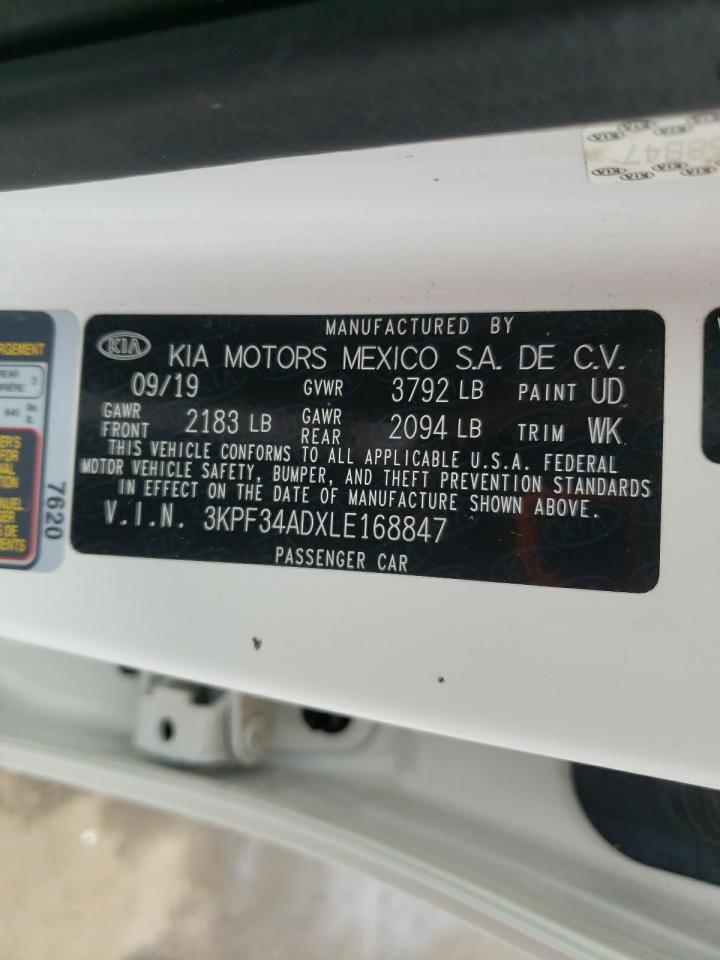 MANUFACTURED BY
KIA KIA MOTORS MEXICO S.A. DE C.V.
09/19 GVWR 3792 LB PAINT UD
GAWR FRONT 2183 LB GAWR REAR 2094 LB TRIM WK
THIS VEHICLE CONFORMS TO ALL APPLICABLE U.S.A. FEDERAL
MOTOR VEHICLE SAFETY, BUMPER, AND THEFT PREVENTION STANDARDS
IN EFFECT ON THE DATE OF MANUFACTURE SHOWN ABOVE.
V.I.N. 3KPF34ADXLE168847
PASSENGER CAR
7620
REAR